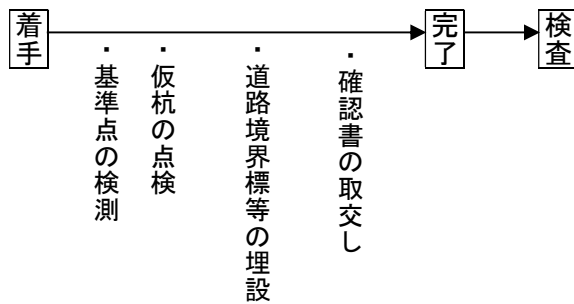 着手
完了
検査
・基準点の検測
・仮杭の点検
・道路境界標等の埋設
・確認書の取交し